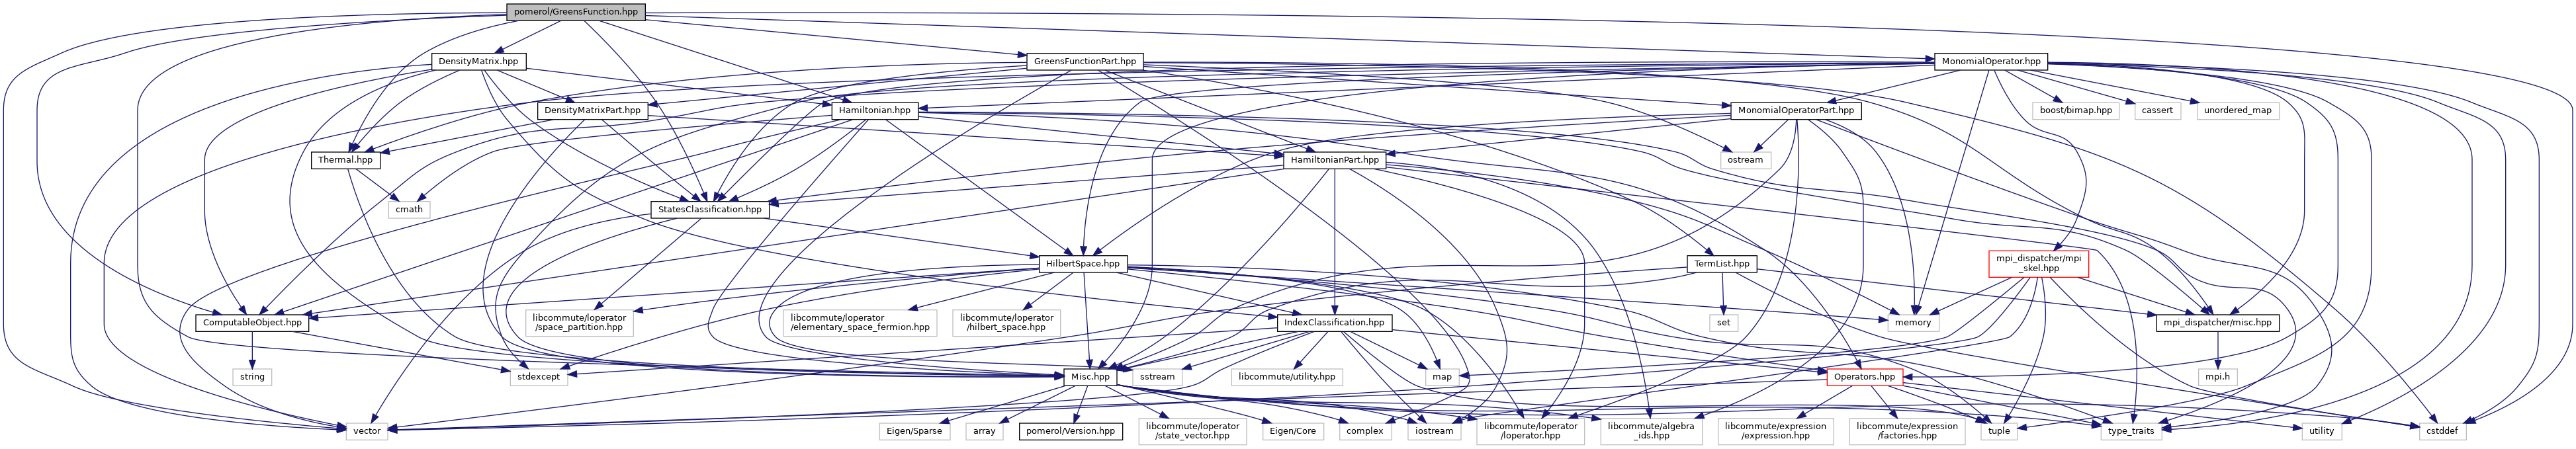 pomerol/GreensFunction.hpp
DensityMatrix.hpp
GreensFunctionPart.hpp
MonomialOperator.hpp
DensityMatrixPart.hpp
Hamiltonian.hpp
MonomialOperatorPart.hpp
boost/bimap.hpp
cassert
unordered_map
Thermal.hpp
HamiltonianPart.hpp
ostream
cmath
StatesClassification.hpp
HilbertSpace.hpp
TermList.hpp
mpi_dispatcher/mpi
_skel.hpp
ComputableObject.hpp
libcommute/loperator
/space_partition.hpp
libcommute/loperator
/elementary_space_fermion.hpp
libcommute/loperator
/hilbert_space.hpp
IndexClassification.hpp
set
memory
mpi_dispatcher/misc.hpp
string
stdexcept
Misc.hpp
sstream
libcommute/utility.hpp
map
Operators.hpp
mpi.h
vector
Eigen/Sparse
array
pomerol/Version.hpp
libcommute/loperator
/state_vector.hpp
Eigen/Core
complex
iostream
libcommute/loperator
/loperator.hpp
libcommute/algebra
_ids.hpp
libcommute/expression
/expression.hpp
libcommute/expression
/factories.hpp
tuple
type_traits
utility
cstddef